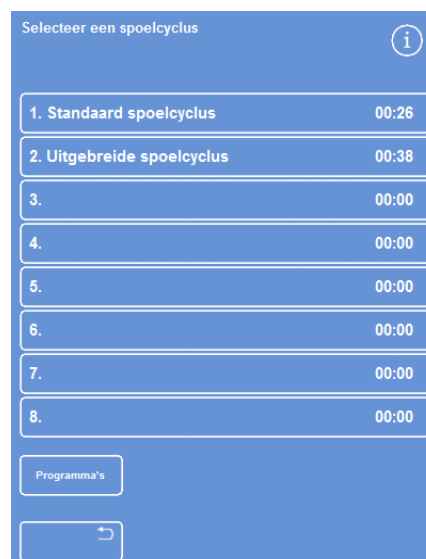 Selecteer een spoelcyclus
i
1. Standaard spoelcyclus 00:26
2. Uitgebreide spoelcyclus 00:38
3. 00:00
4. 00:00
5. 00:00
6. 00:00
7. 00:00
8. 00:00
Programma's